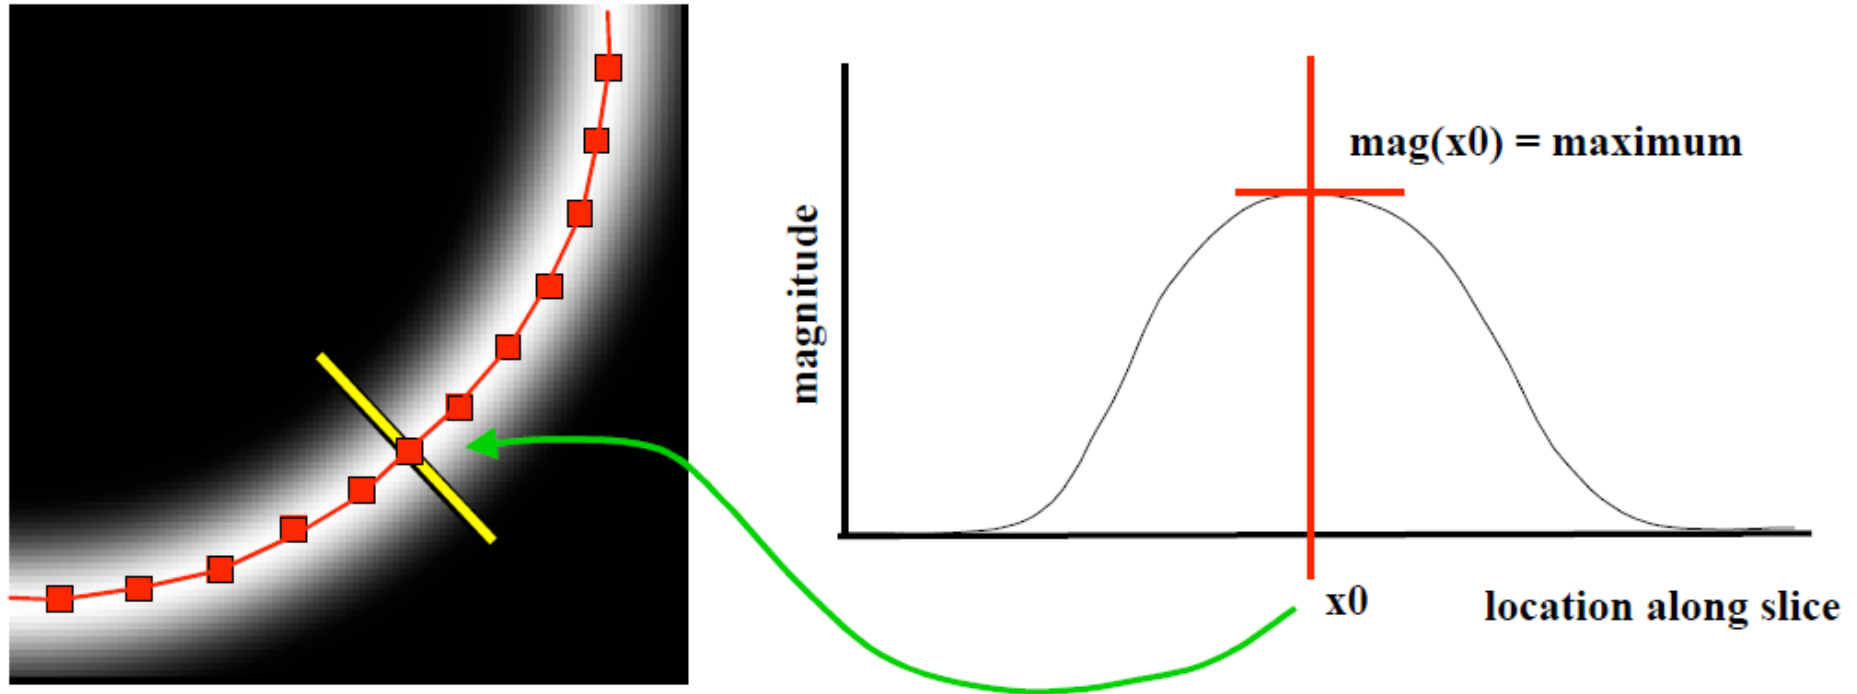 mag(x0) = maximum
magnitude
x0
location along slice